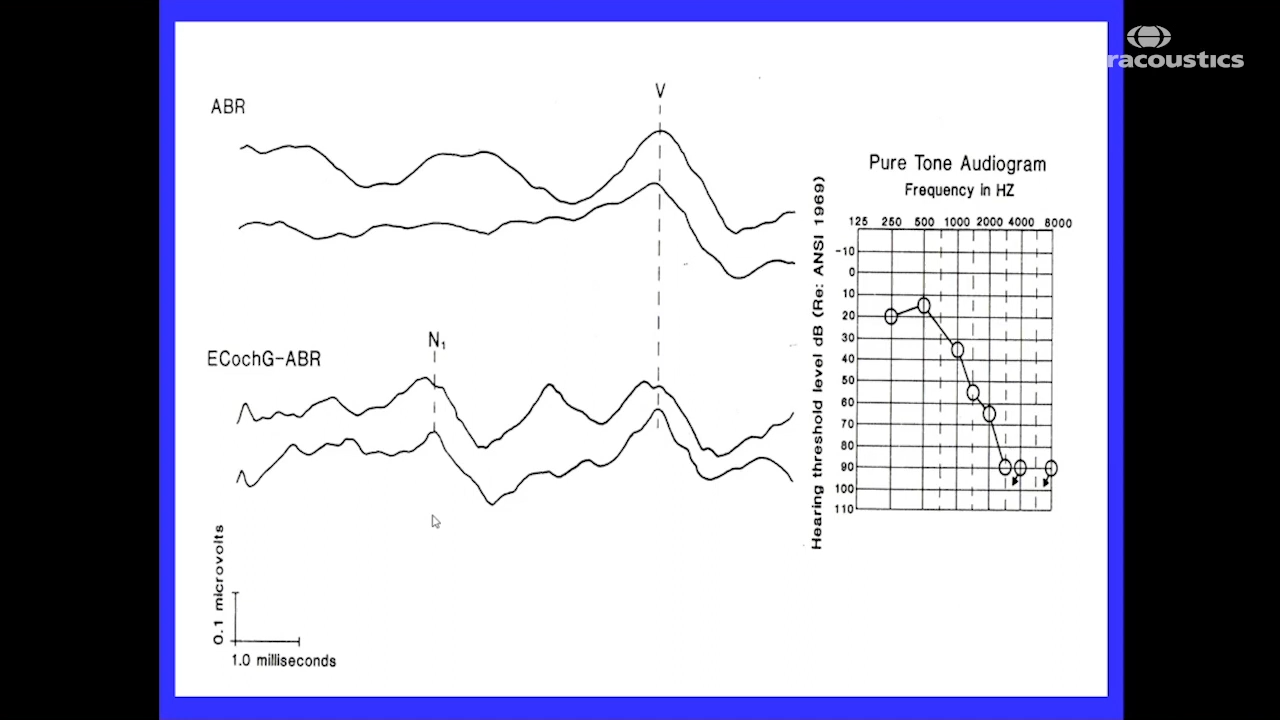 racoustics
ABR
V
ECochG-ABR
N₁
0.1 microvolts
1.0 milliseconds
Pure Tone Audiogram
Frequency in HZ
125 250 500 1000 2000 4000 8000
Hearing threshold level dB (Re: ANSI 1969)
-10
0
10
20
30
40
50
60
70
80
90
100
110